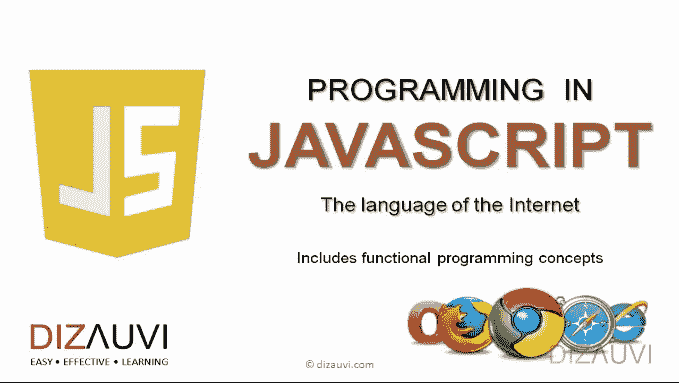 JS
PROGRAMMING IN
JAVASCRIPT
The language of the Internet
Includes functional programming concepts
DIZAUVI
EASY • EFFECTIVE • LEARNING
© dizauvi.com
DIZAUVI